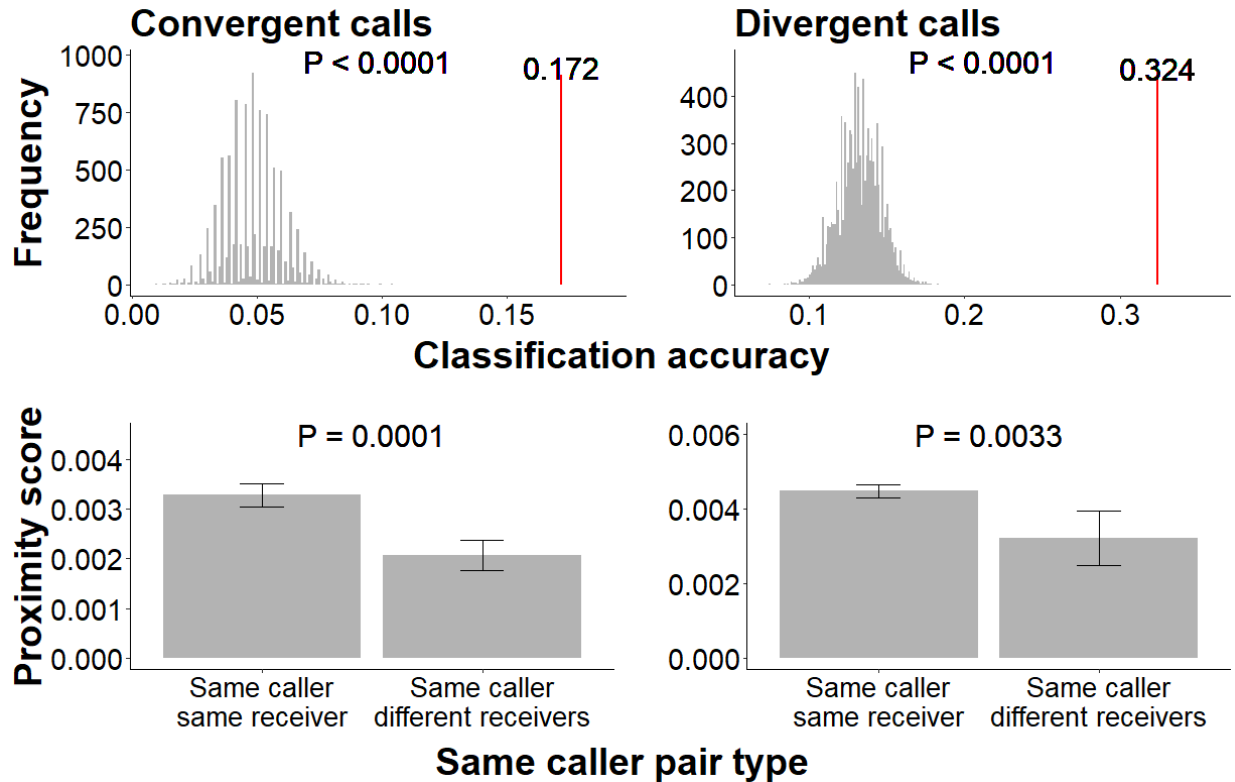 Convergent calls
P < 0.0001
0.172
Frequency
1000
750
500
250
0
0.00 0.05 0.10 0.15
Divergent calls
P < 0.0001
0.324
400
300
200
100
0
0.1 0.2 0.3
Classification accuracy
Proximity score
P = 0.0001
0.004
0.003
0.002
0.001
0.000
Same caller
same receiver
Same caller
different receivers
P = 0.0033
0.006
0.004
0.002
0.000
Same caller
same receiver
Same caller
different receivers
Same caller pair type